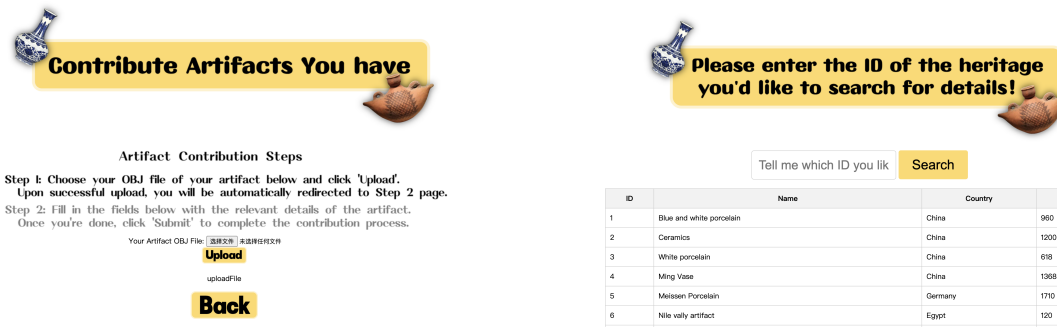 Contribute Artifacts You have
Artifact Contribution Steps
Step 1: Choose your OBJ file of your artifact below and click 'Upload'.
Upon successful upload, you will be automatically redirected to Step 2 page.
Step 2: Fill in the fields below with the relevant details of the artifact.
Once you're done, click 'Submit' to complete the contribution process.
Your Artifact OBJ File: 选择文件 未选择任何文件
Upload
uploadFile
Back
Please enter the ID of the heritage
you'd like to search for details!
Tell me which ID you lik Search
ID Name Country
1 Blue and white porcelain China 960
2 Ceramics China 1200
3 White porcelain China 618
4 Ming Vase China 1368
5 Meissen Porcelain Germany 1710
6 Nile vally artifact Egypt 120